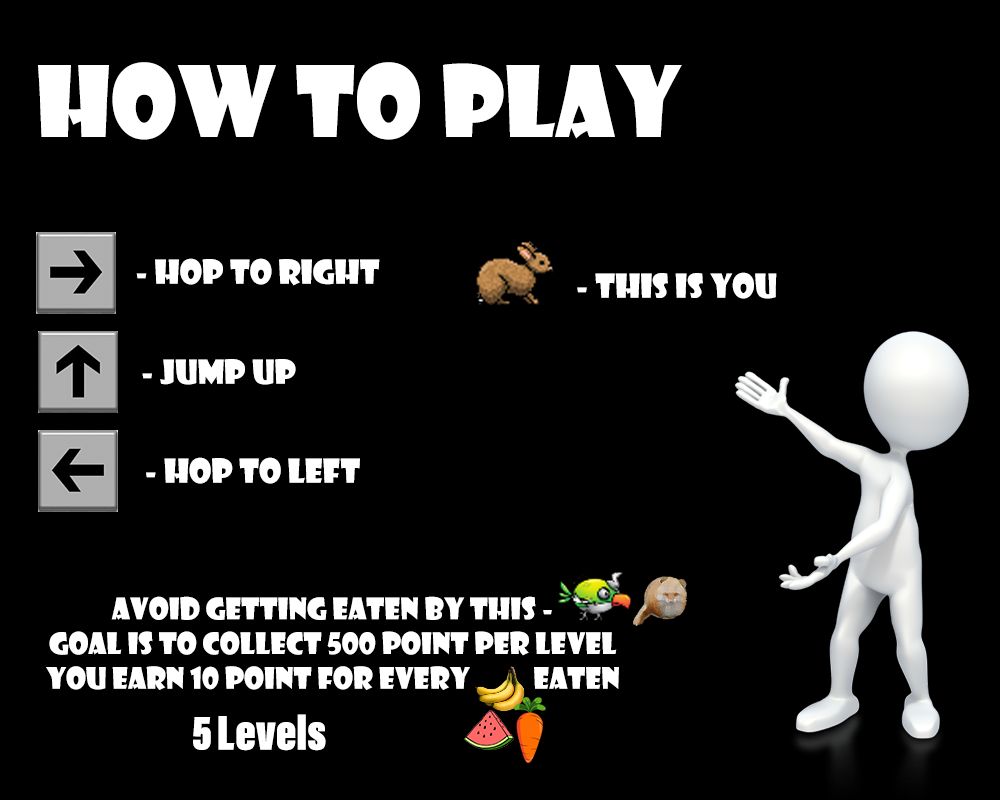 HOW TO PLAY
- HOP TO RIGHT
- THIS IS YOU
- JUMP UP
- HOP TO LEFT
AVOID GETTING EATEN BY THIS -
GOAL IS TO COLLECT 500 POINT PER LEVEL
YOU EARN 10 POINT FOR EVERY EATEN
5 Levels